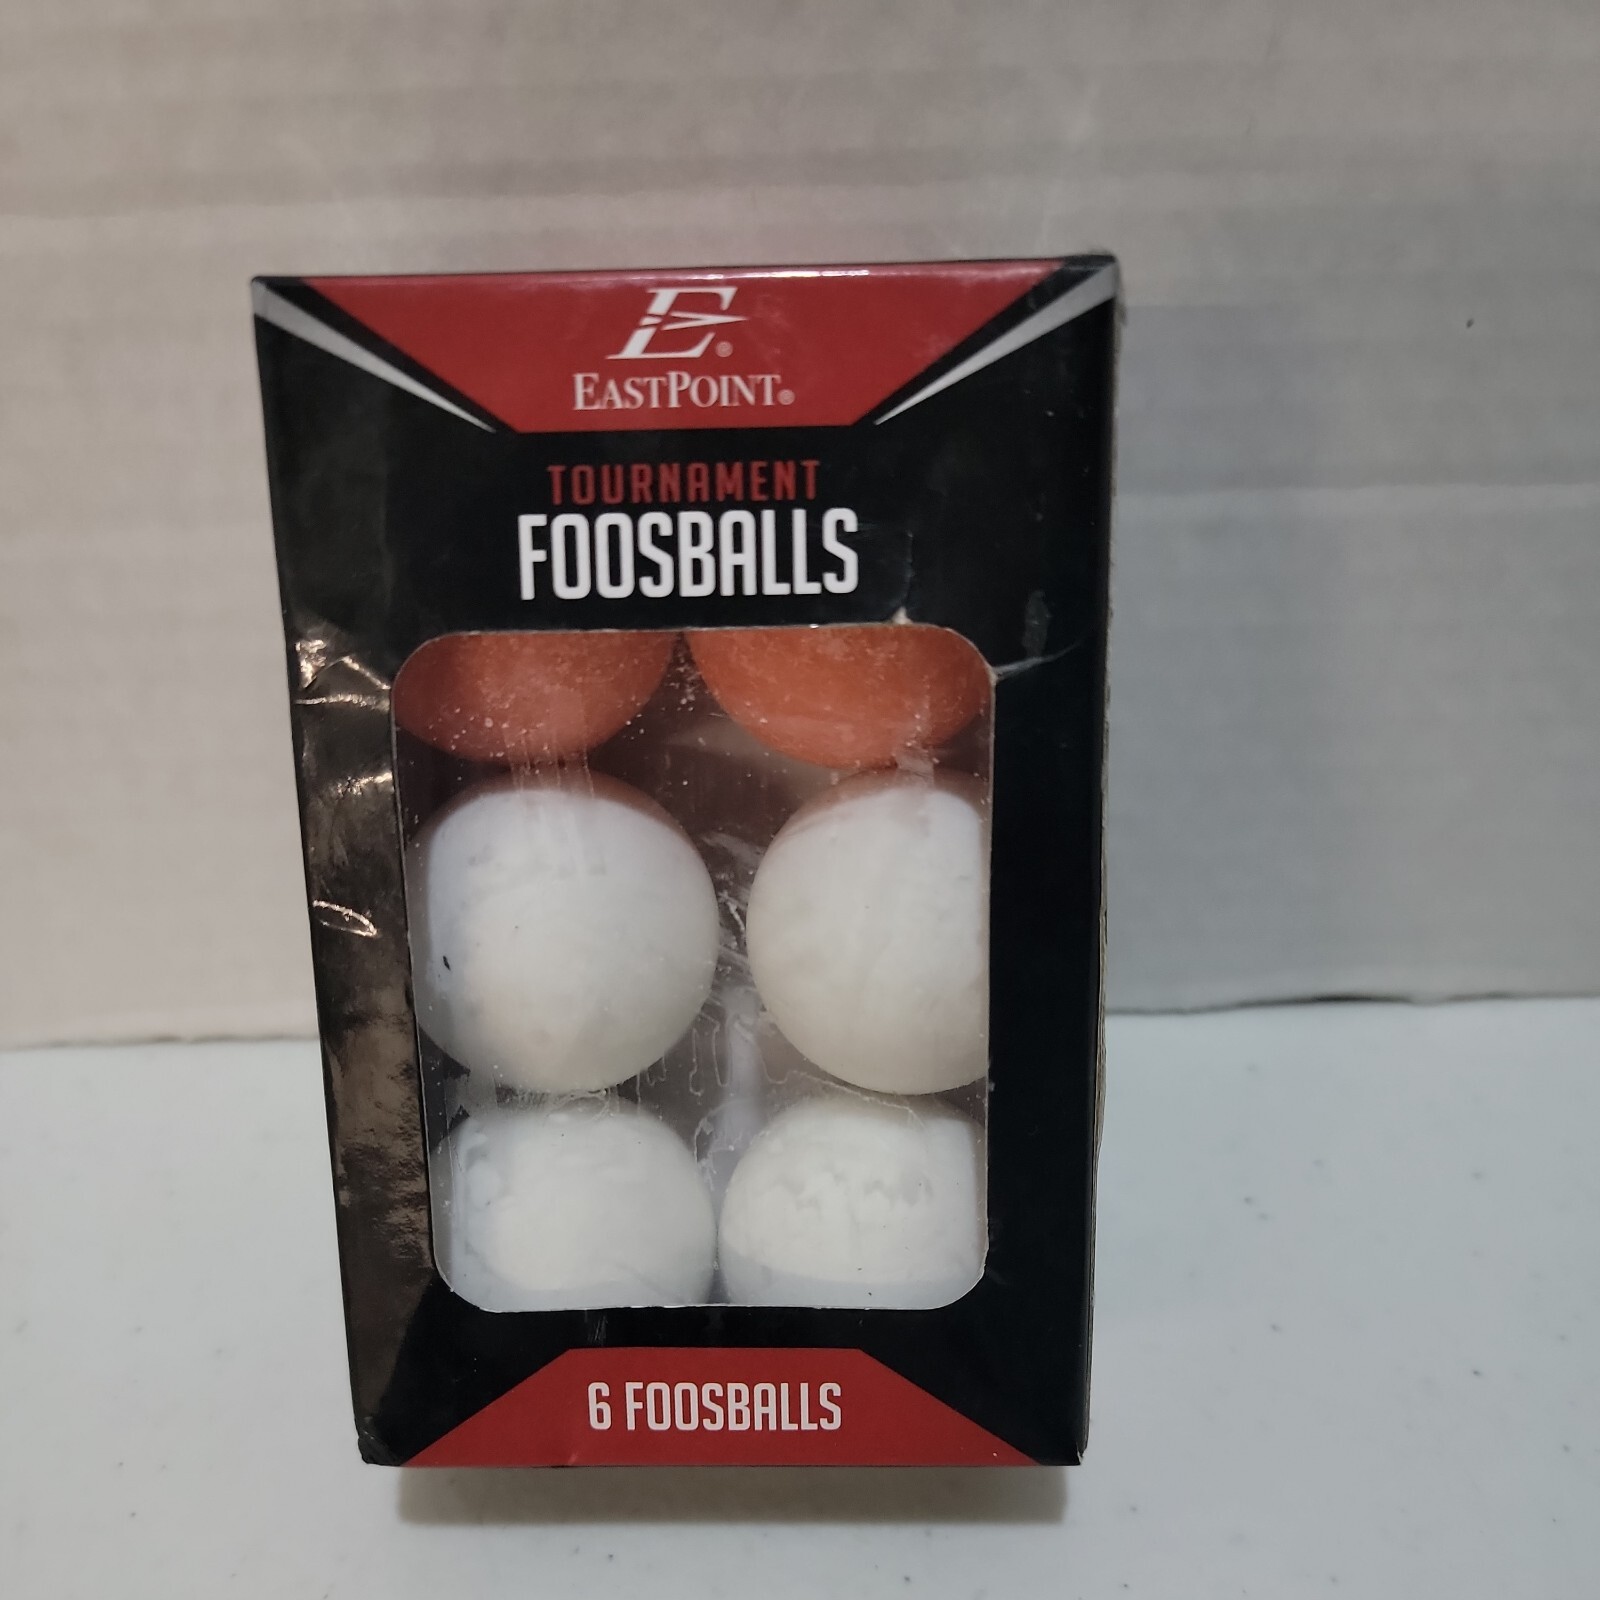 E®
EASTPOINT®
TOURNAMENT
FOOSBALLS
6 FOOSBALLS